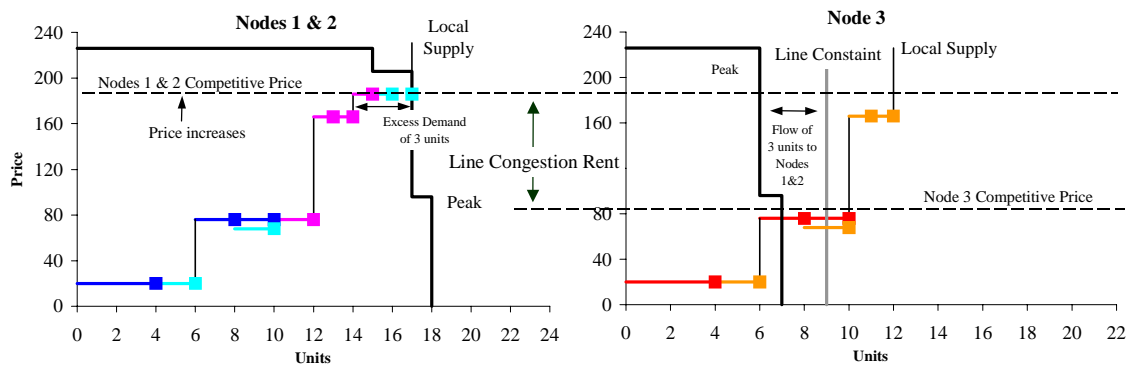 Nodes 1 & 2
Local
Supply
240
200
160
120
80
40
0
Price
Nodes 1 & 2 Competitive Price
Price increases
Excess Demand
of 3 units
Peak
0 2 4 6 8 10 12 14 16 18 20 22 24
Units
Line Congestion Rent
Node 3
Line Constaint
Local Supply
240
200
160
120
80
40
0
Peak
Flow of
3 units to
Nodes
1&2
Node 3 Competitive Price
0 2 4 6 8 10 12 14 16 18 20 22
Units